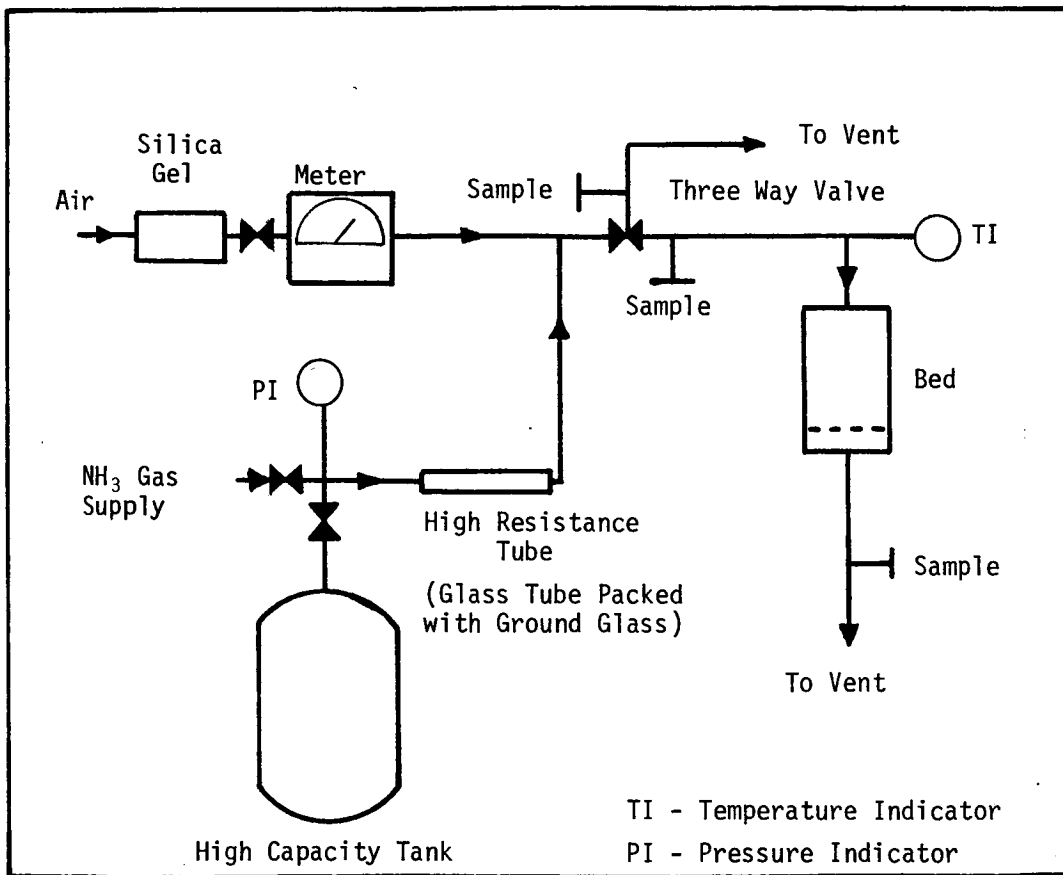 To Vent
Silica
Gel
Meter
Sample
Three Way Valve
Air
TI
Sample
PI
Bed
NH₃ Gas
Supply
High Resistance
Tube
(Glass Tube Packed
with Ground Glass)
Sample
To Vent
TI - Temperature Indicator
High Capacity Tank
PI - Pressure Indicator